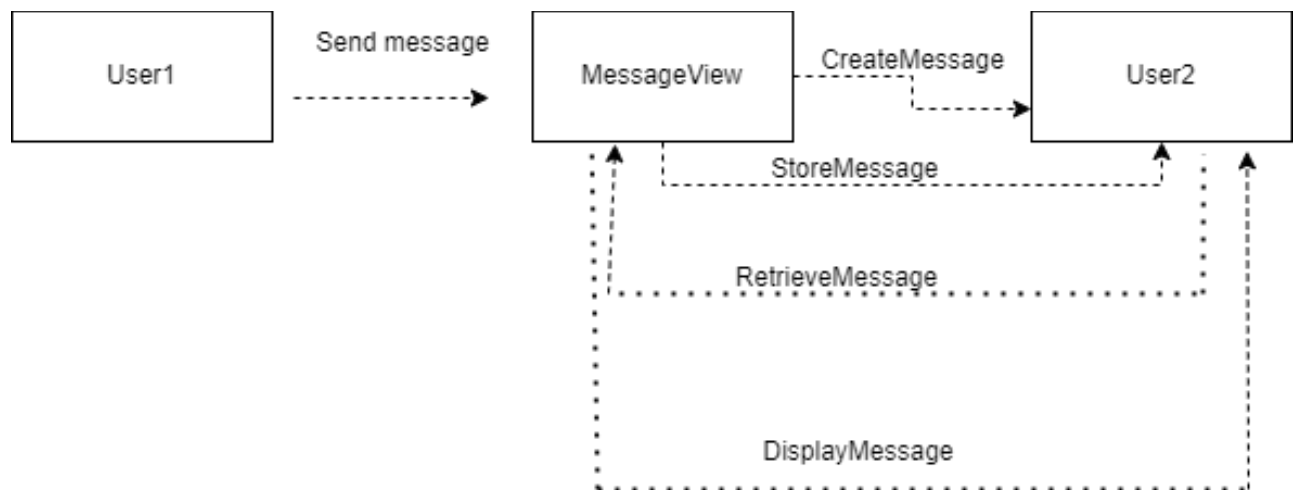 Send message
User1
MessageView
CreateMessage
User2
StoreMessage
RetrieveMessage
DisplayMessage